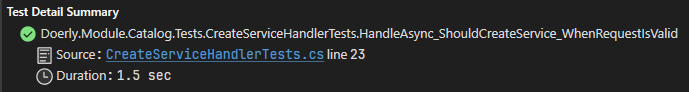 Test Detail Summary
Doerly.Module.Catalog.Tests.CreateServiceHandlerTests.HandleAsync_ShouldCreateService_WhenRequestIsValid
Source: CreateServiceHandlerTests.cs line 23
Duration: 1.5 sec